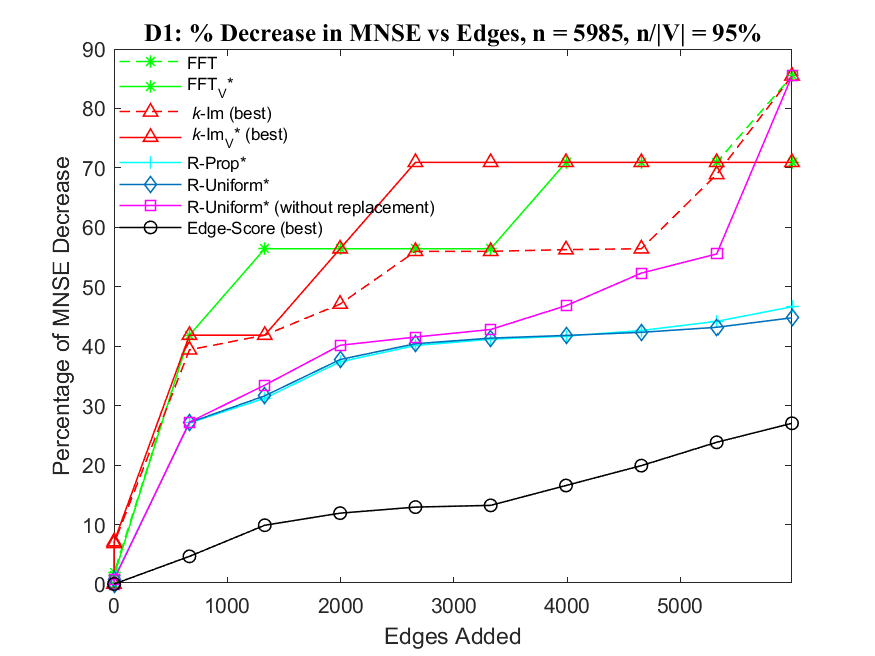 D1: % Decrease in MNSE vs Edges, n = 5985, n/|V| = 95%
Percentage of MNSE Decrease
90
80
70
60
50
40
30
20
10
0
FFT
FFT_V*
k-Im (best)
k-Im_V* (best)
R-Prop*
R-Uniform*
R-Uniform* (without replacement)
Edge-Score (best)
0 1000 2000 3000 4000 5000
Edges Added